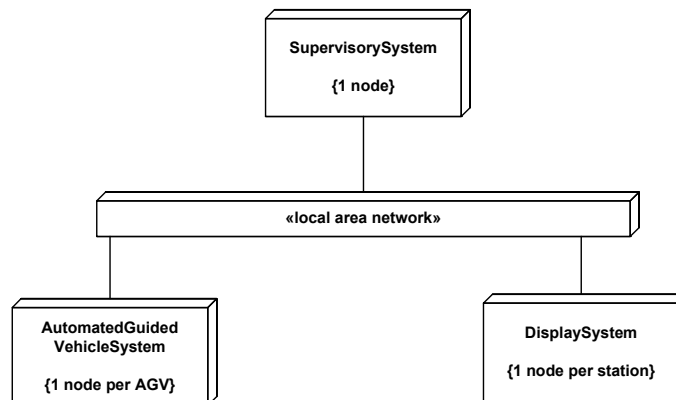 SupervisorySystem
{1 node}
«local area network»
AutomatedGuided
VehicleSystem
{1 node per AGV}
DisplaySystem
{1 node per station}